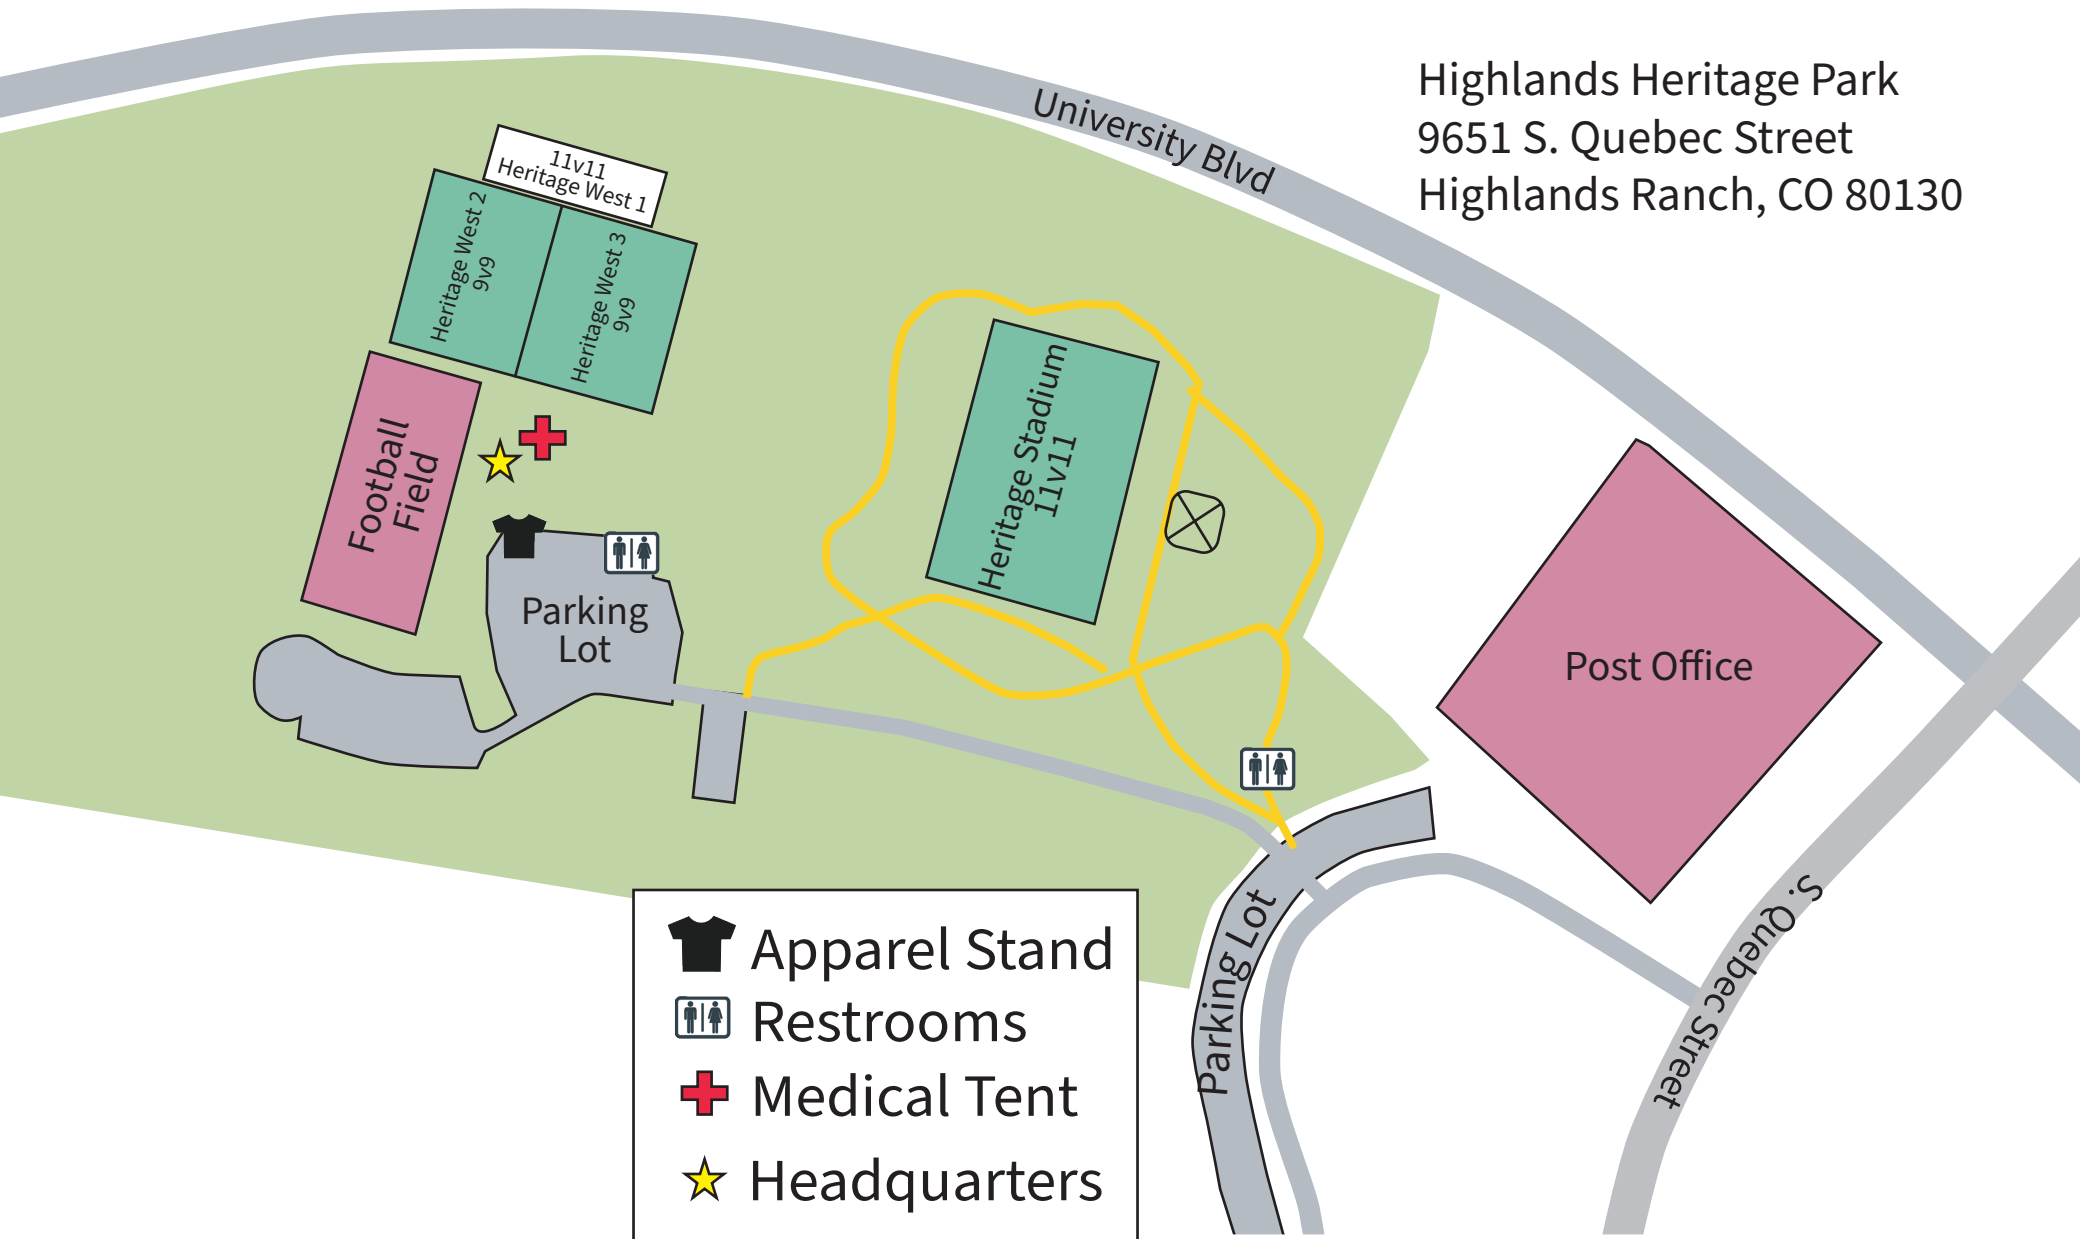 University Blvd
Highlands Heritage Park
9651 S. Quebec Street
Highlands Ranch, CO 80130
11v11
Heritage West 1
Heritage West 2
9v9
Heritage West 3
9v9
Football
Field
Heritage Stadium
11v11
Parking
Lot
Post Office
Parking Lot
S. Quebec Street
Apparel Stand
Restrooms
Medical Tent
Headquarters